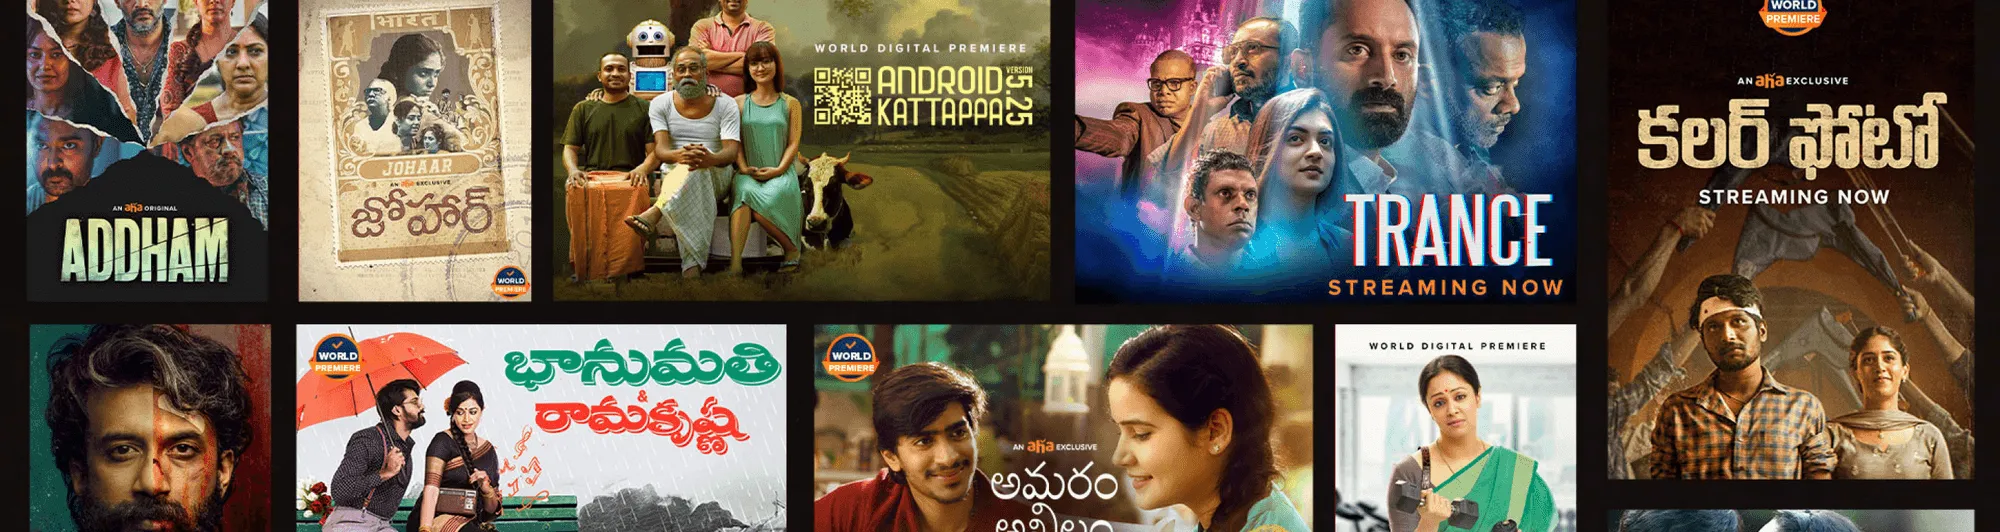 AN aha ORIGINAL
ADDHAM
भारत
JOHAAR
AN aha EXCLUSIVE
జోహార్
WORLD
PREMIERE
WORLD DIGITAL PREMIERE
ANDROID
KATTAPPA
VERSION
5.25
TRANCE
STREAMING NOW
WORLD
PREMIERE
AN aha EXCLUSIVE
కలర్ ఫోటో
STREAMING NOW
WORLD
PREMIERE
భానుమతి
&
రామకృష్ణ
WORLD
PREMIERE
AN aha EXCLUSIVE
అమరం
అఖిలం
WORLD DIGITAL PREMIERE